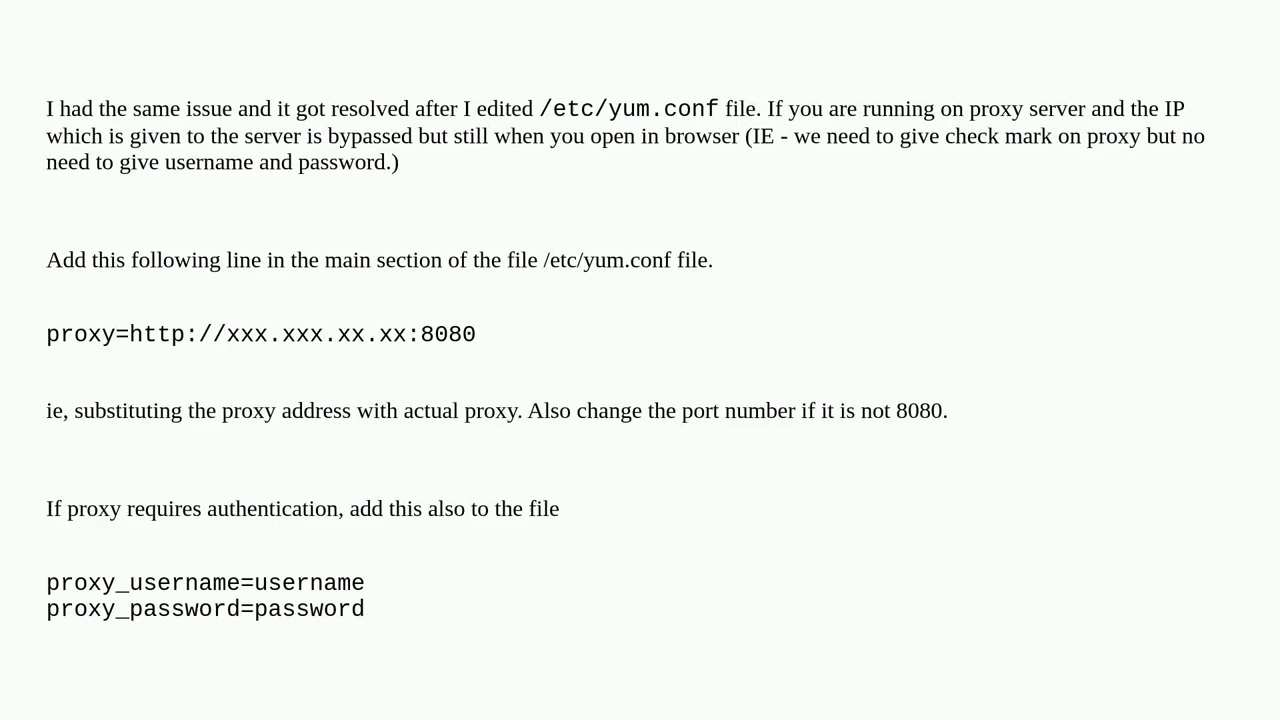 I had the same issue and it got resolved after I edited /etc/yum.conf file. If you are running on proxy server and the IP
which is given to the server is bypassed but still when you open in browser (IE - we need to give check mark on proxy but no
need to give username and password.)
Add this following line in the main section of the file /etc/yum.conf file.
proxy=http://xxx.xxx.xx.xx:8080
ie, substituting the proxy address with actual proxy. Also change the port number if it is not 8080.
If proxy requires authentication, add this also to the file
proxy_username=username
proxy_password=password